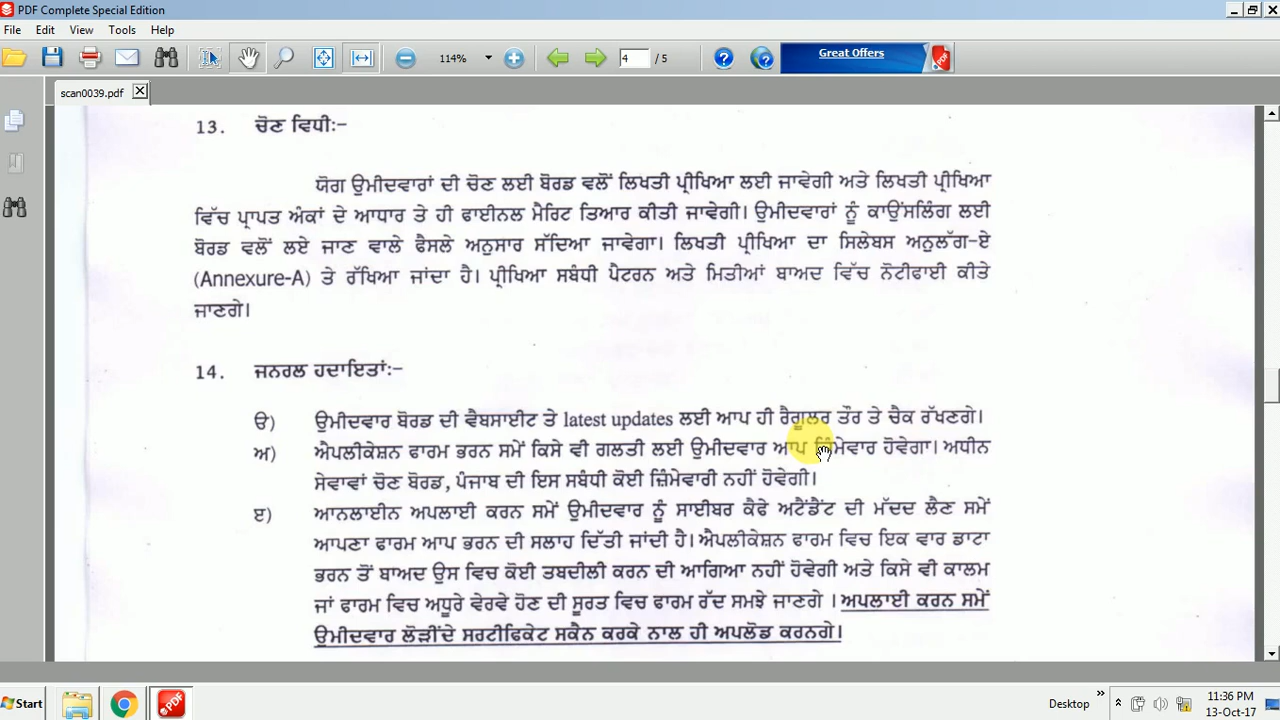 PDF Complete Special Edition
File Edit View Tools Help
114% 4 / 5 Great Offers
scan0039.pdf
13. ਚੋਣ ਵਿਧੀ:-
ਯੋਗ ਉਮੀਦਵਾਰਾਂ ਦੀ ਚੋਣ ਲਈ ਬੋਰਡ ਵਲੋਂ ਲਿਖਤੀ ਪ੍ਰੀਖਿਆ ਲਈ ਜਾਵੇਗੀ ਅਤੇ ਲਿਖਤੀ ਪ੍ਰੀਖਿਆ
ਵਿੱਚ ਪ੍ਰਾਪਤ ਅੰਕਾਂ ਦੇ ਆਧਾਰ ਤੇ ਹੀ ਫਾਈਨਲ ਮੈਰਿਟ ਤਿਆਰ ਕੀਤੀ ਜਾਵੇਗੀ। ਉਮੀਦਵਾਰਾਂ ਨੂੰ ਕਾਉਂਸਲਿੰਗ ਲਈ
ਬੋਰਡ ਵਲੋਂ ਲਏ ਜਾਣ ਵਾਲੇ ਫੈਸਲੇ ਅਨੁਸਾਰ ਸੱਦਿਆ ਜਾਵੇਗਾ। ਲਿਖਤੀ ਪ੍ਰੀਖਿਆ ਦਾ ਸਿਲੇਬਸ ਅਨੁਲੱਗ-ਏ
(Annexure-A) ਤੇ ਰੱਖਿਆ ਜਾਂਦਾ ਹੈ। ਪ੍ਰੀਖਿਆ ਸਬੰਧੀ ਪੈਟਰਨ ਅਤੇ ਮਿਤੀਆਂ ਬਾਅਦ ਵਿੱਚ ਨੋਟੀਫਾਈ ਕੀਤੇ
ਜਾਣਗੇ।
14. ਜਨਰਲ ਹਦਾਇਤਾਂ:-
ੳ) ਉਮੀਦਵਾਰ ਬੋਰਡ ਦੀ ਵੈਬਸਾਈਟ ਤੇ latest updates ਲਈ ਆਪ ਹੀ ਰੈਗੂਲਰ ਤੌਰ ਤੇ ਚੈਕ ਰੱਖਣਗੇ।
ਅ) ਐਪਲੀਕੇਸ਼ਨ ਫਾਰਮ ਭਰਨ ਸਮੇਂ ਕਿਸੇ ਵੀ ਗਲਤੀ ਲਈ ਉਮੀਦਵਾਰ ਆਪ ਜ਼ਿੰਮੇਵਾਰ ਹੋਵੇਗਾ। ਅਧੀਨ
ਸੇਵਾਵਾਂ ਚੋਣ ਬੋਰਡ, ਪੰਜਾਬ ਦੀ ਇਸ ਸਬੰਧੀ ਕੋਈ ਜ਼ਿੰਮੇਵਾਰੀ ਨਹੀਂ ਹੋਵੇਗੀ।
ੲ) ਆਨਲਾਈਨ ਅਪਲਾਈ ਕਰਨ ਸਮੇਂ ਉਮੀਦਵਾਰ ਨੂੰ ਸਾਈਬਰ ਕੈਫੇ ਅਟੈਂਡੈਂਟ ਦੀ ਮੱਦਦ ਲੈਣ ਸਮੇਂ
ਆਪਣਾ ਫਾਰਮ ਆਪ ਭਰਨ ਦੀ ਸਲਾਹ ਦਿੱਤੀ ਜਾਂਦੀ ਹੈ। ਐਪਲੀਕੇਸ਼ਨ ਫਾਰਮ ਵਿਚ ਇਕ ਵਾਰ ਡਾਟਾ
ਭਰਨ ਤੋਂ ਬਾਅਦ ਉਸ ਵਿਚ ਕੋਈ ਤਬਦੀਲੀ ਕਰਨ ਦੀ ਆਗਿਆ ਨਹੀਂ ਹੋਵੇਗੀ ਅਤੇ ਕਿਸੇ ਵੀ ਕਾਲਮ
ਜਾਂ ਫਾਰਮ ਵਿਚ ਅਧੂਰੇ ਵੇਰਵੇ ਹੋਣ ਦੀ ਸੂਰਤ ਵਿਚ ਫਾਰਮ ਰੱਦ ਸਮਝੇ ਜਾਣਗੇ । ਅਪਲਾਈ ਕਰਨ ਸਮੇਂ
ਉਮੀਦਵਾਰ ਲੋੜੀਂਦੇ ਸਰਟੀਫਿਕੇਟ ਸਕੈਨ ਕਰਕੇ ਨਾਲ ਹੀ ਅਪਲੋਡ ਕਰਨਗੇ।
Start Desktop 11:36 PM
13-Oct-17